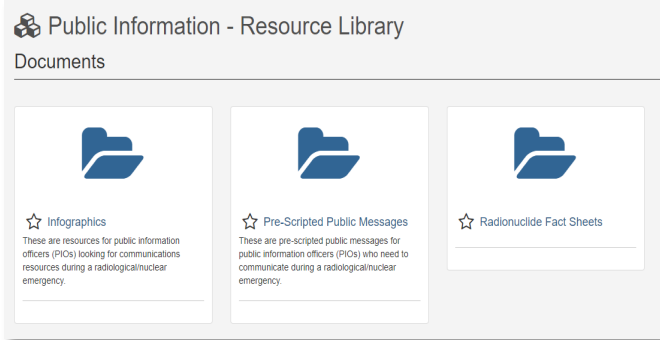 Public Information - Resource Library
Documents
Infographics
These are resources for public information
officers (PIOs) looking for communications
resources during a radiological/nuclear
emergency.
Pre-Scripted Public Messages
These are pre-scripted public messages for
public information officers (PIOs) who need to
communicate during a radiological/nuclear
emergency.
Radionuclide Fact Sheets